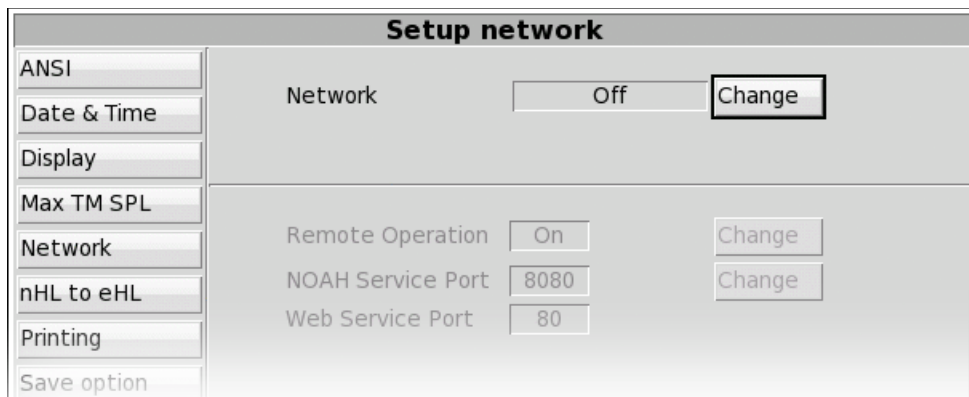 Setup network
ANSI
Date & Time
Display
Max TM SPL
Network
nHL to eHL
Printing
Save option
Network Off Change
Remote Operation On Change
NOAH Service Port 8080 Change
Web Service Port 80